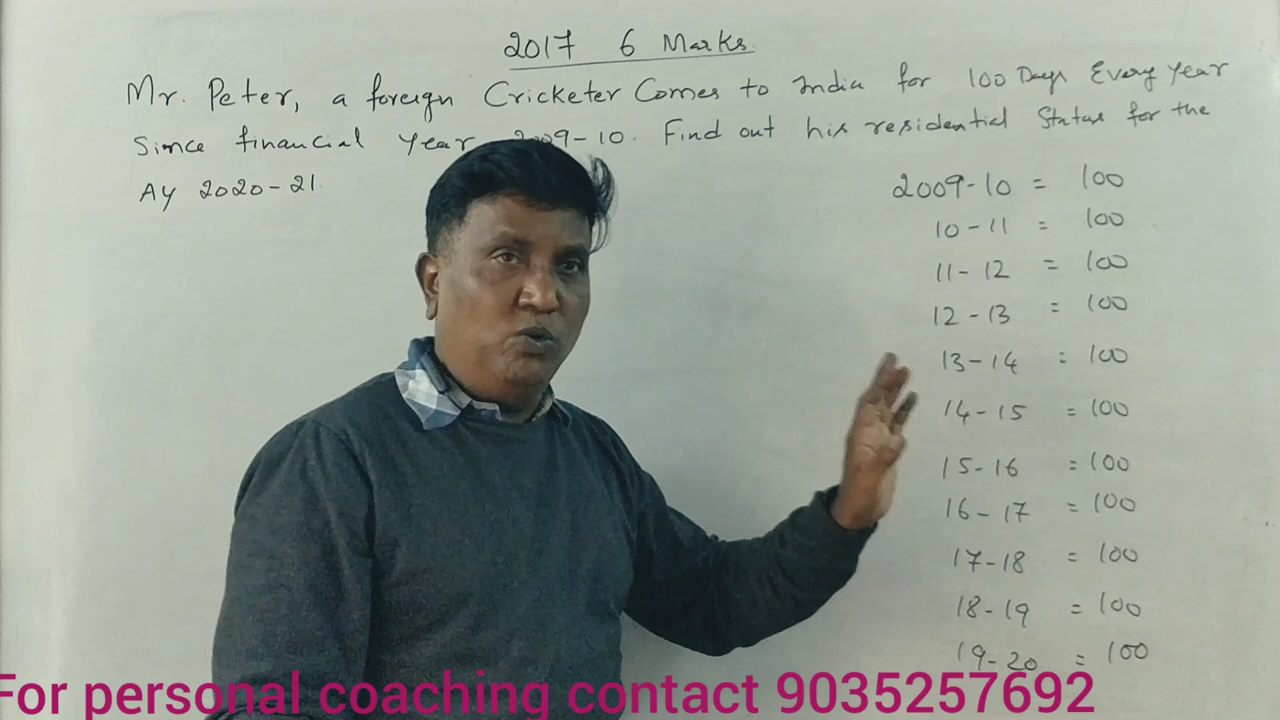 2017 6 Marks
Mr. Peter, a foreign Cricketer Comes to India for 100 Days Every Year
Since financial Year 2009-10. Find out his residential Status for the
AY 2020-21.
2009-10 = 100
10-11 = 100
11-12 = 100
12-13 = 100
13-14 = 100
14-15 = 100
15-16 = 100
16-17 = 100
17-18 = 100
18-19 = 100
19-20 = 100
For personal coaching contact 9035257692